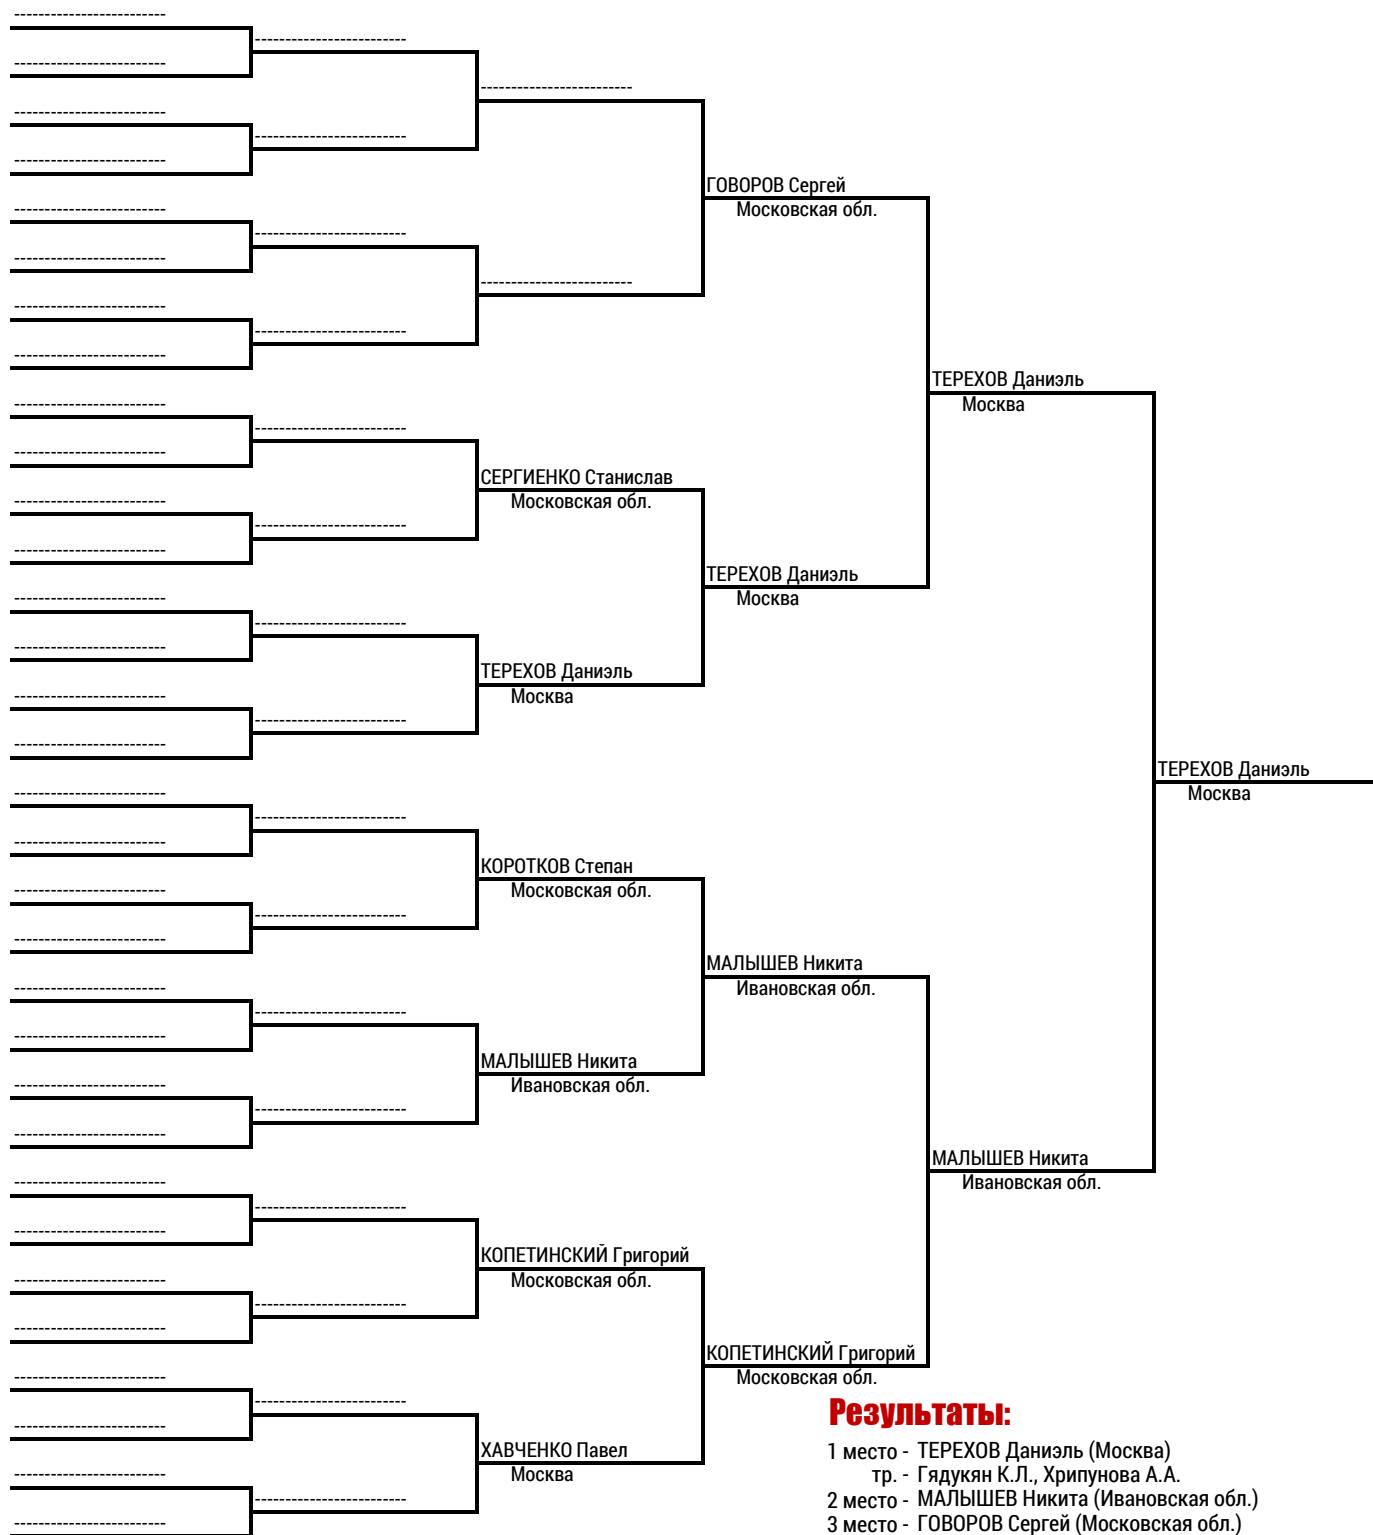 ГОВОРОВ Сергей
Московская обл.
ТЕРЕХОВ Даниэль
Москва
СЕРГИЕНКО Станислав
Московская обл.
ТЕРЕХОВ Даниэль
Москва
ТЕРЕХОВ Даниэль
Москва
ТЕРЕХОВ Даниэль
Москва
КОРОТКОВ Степан
Московская обл.
МАЛЫШЕВ Никита
Ивановская обл.
МАЛЫШЕВ Никита
Ивановская обл.
МАЛЫШЕВ Никита
Ивановская обл.
КОПЕТИНСКИЙ Григорий
Московская обл.
КОПЕТИНСКИЙ Григорий
Московская обл.
ХАВЧЕНКО Павел
Москва
Результаты:
1 место - ТЕРЕХОВ Даниэль (Москва)
тр. - Гядукян К.Л., Хрипунова А.А.
2 место - МАЛЫШЕВ Никита (Ивановская обл.)
3 место - ГОВОРОВ Сергей (Московская обл.)